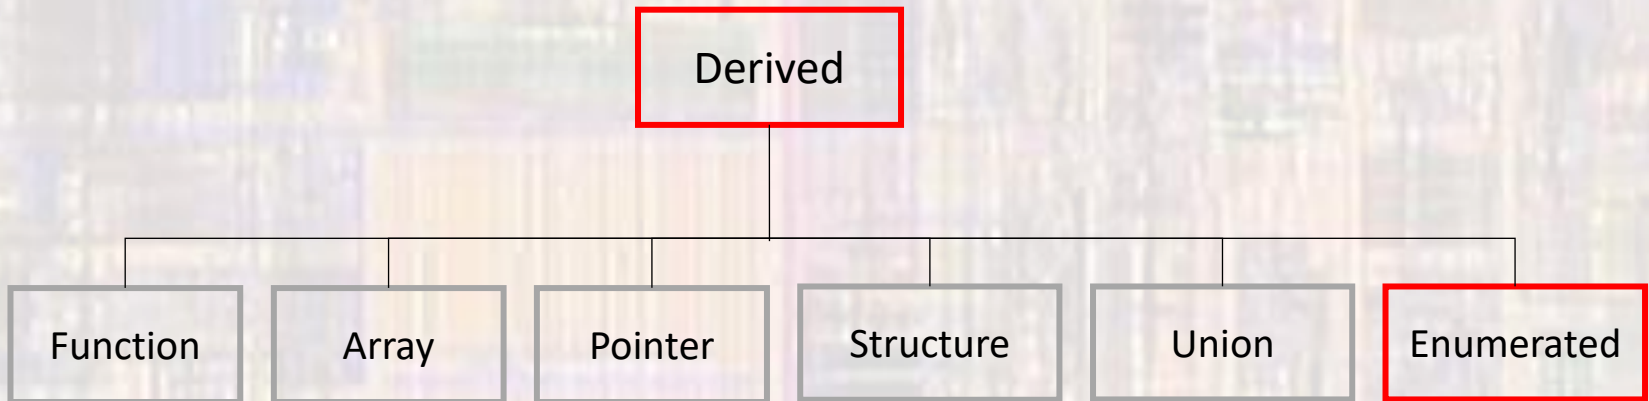 Derived
Function
Array
Pointer
Structure
Union
Enumerated